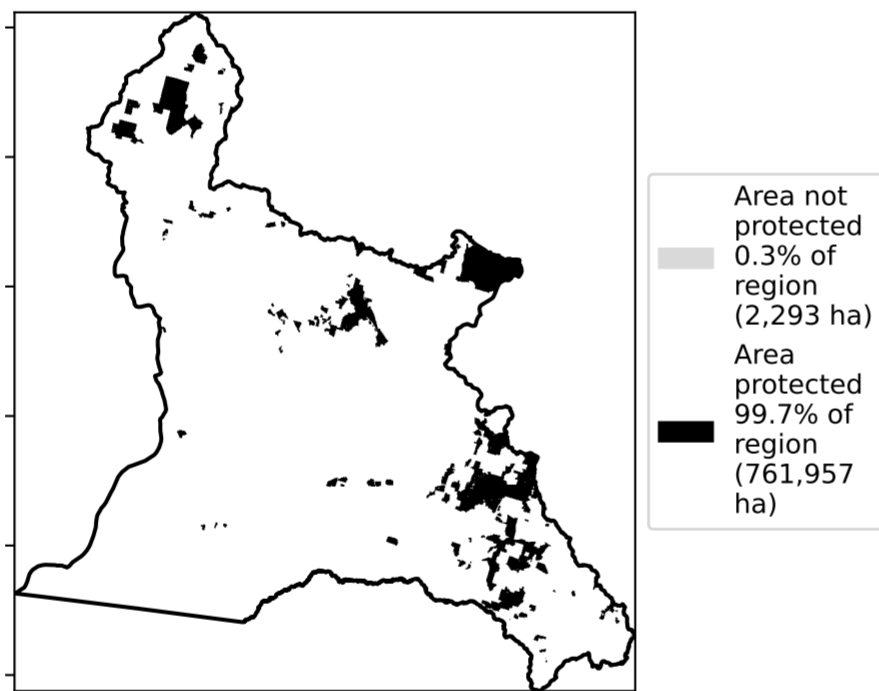 Area not
protected
0.3% of
region
(2,293 ha)
Area
protected
99.7% of
region
(761,957
ha)